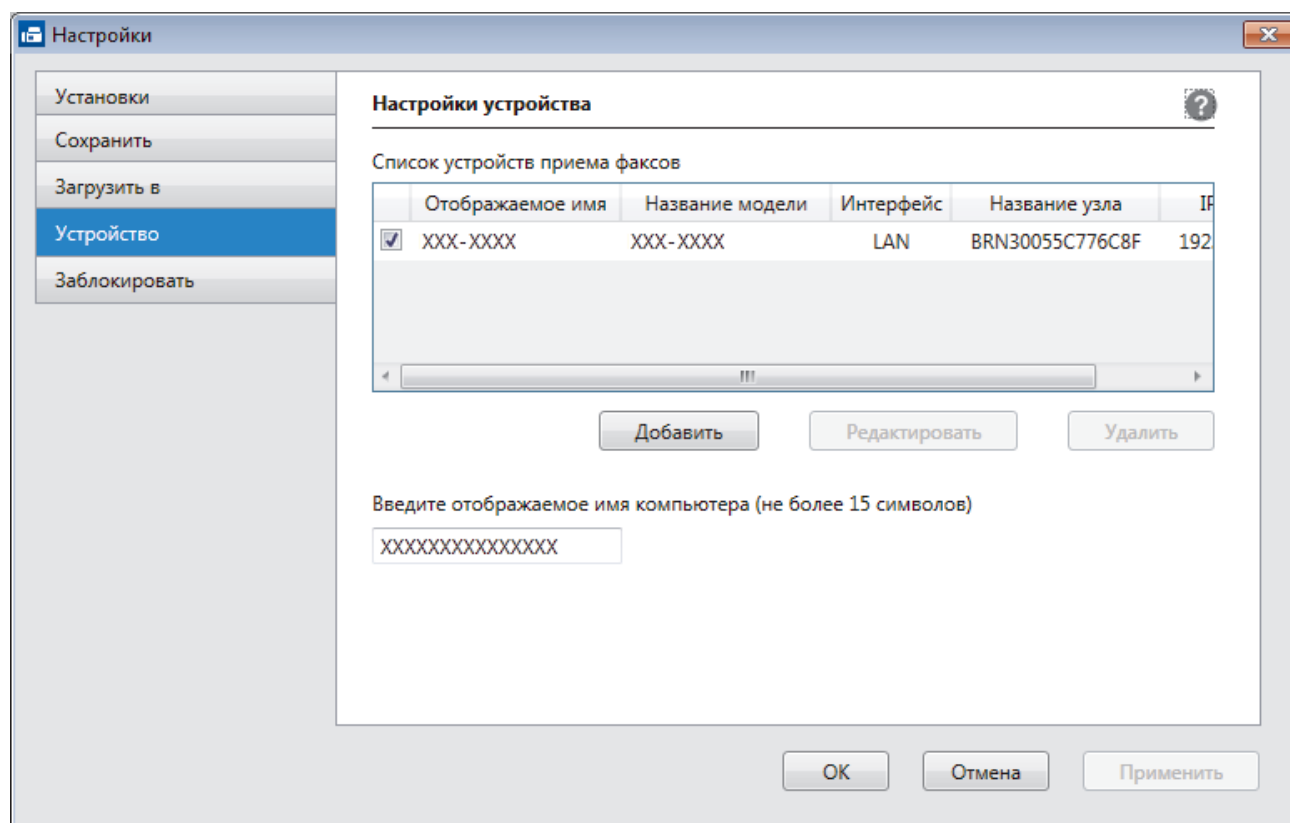 Настройки
Установки
Сохранить
Загрузить в
Устройство
Заблокировать
Настройки устройства
?
Список устройств приема факсов
Отображаемое имя Название модели Интерфейс Название узла IP
XXX-XXXX XXX-XXXX LAN BRN30055C776C8F 192
Добавить Редактировать Удалить
Введите отображаемое имя компьютера (не более 15 символов)
XXXXXXXXXXXXXXX
OK Отмена Применить